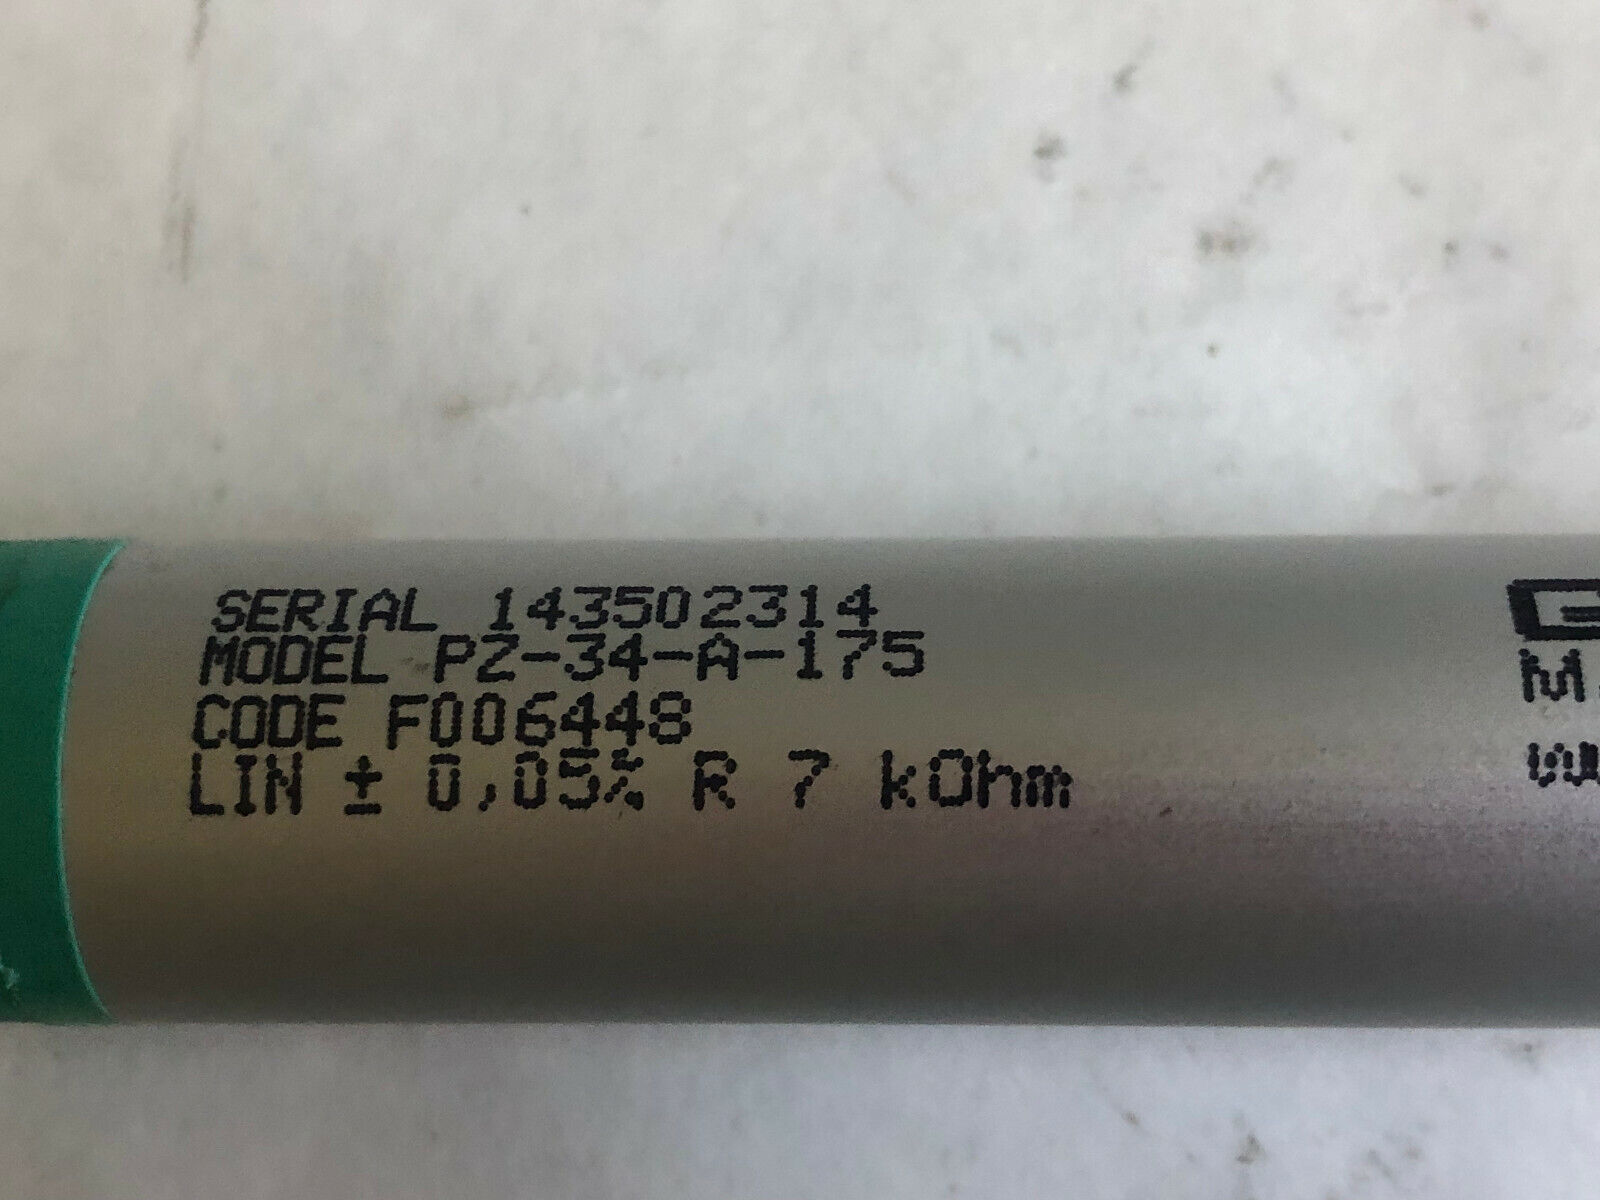 SERIAL 143502314
MODEL PZ-34-A-175
CODE F006448
LIN ± 0,05% R 7 kOhm